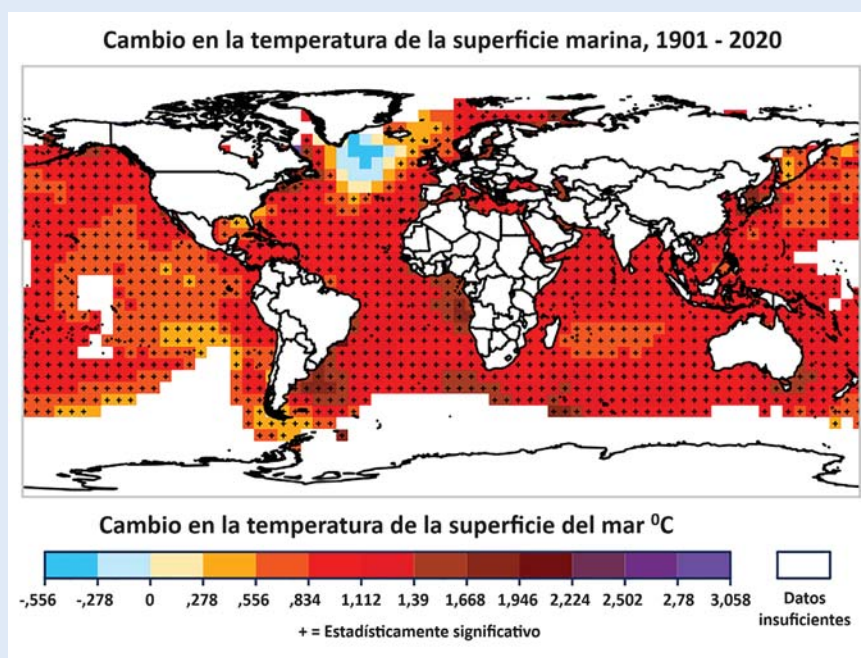 Cambio en la temperatura de la superficie marina, 1901 - 2020
Cambio en la temperatura de la superficie del mar ⁰C
-,556 -,278 0 ,278 ,556 ,834 1,112 1,39 1,668 1,946 2,224 2,502 2,78 3,058
Datos
insuficientes
+ = Estadísticamente significativo